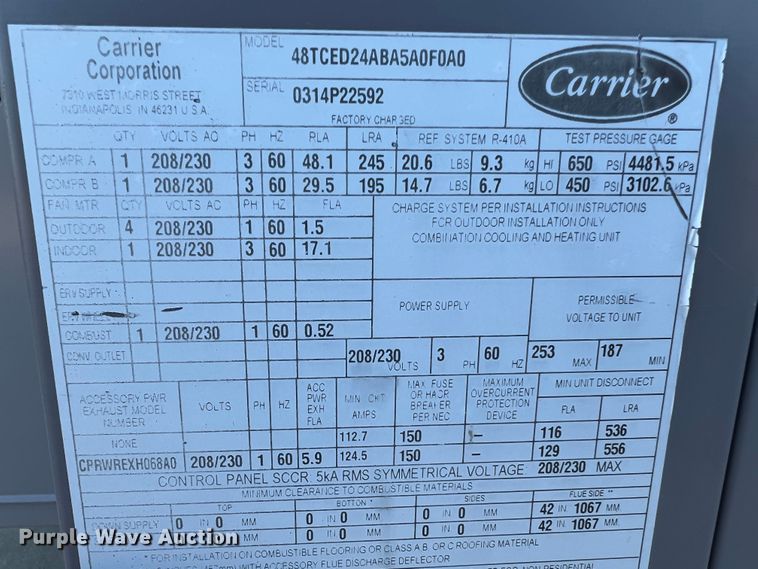 Carrier Corporation
7310 WEST MORRIS STREET
INDIANAPOLIS IN 46231 U.S.A.
MODEL 48TCED24ABA5A0F0A0
SERIAL 0314P22592
FACTORY CHARGED
Carrier ®
QTY VOLTS AC PH HZ RLA LRA REF SYSTEM R-410A TEST PRESSURE GAGE
COMPR A 1 208/230 3 60 48.1 245 20.6 LBS 9.3 kg HI 650 PSI 4481.5 kPa
COMPR B 1 208/230 3 60 29.5 195 14.7 LBS 6.7 kg LO 450 PSI 3102.6 kPa
FAN MTR QTY VOLTS AC PH HZ FLA
OUTDOOR 4 208/230 1 60 1.5
INDOOR 1 208/230 3 60 17.1
CHARGE SYSTEM PER INSTALLATION INSTRUCTIONS
FOR OUTDOOR INSTALLATION ONLY
COMBINATION COOLING AND HEATING UNIT
ERV SUPPLY
ERV WHEEL
COMBUST 1 208/230 1 60 0.52
CONV. OUTLET
POWER SUPPLY
PERMISSIBLE
VOLTAGE TO UNIT
208/230 VOLTS 3 PH 60 HZ 253 MAX 187 MIN
ACCESSORY PWR
EXHAUST MODEL
NUMBER
VOLTS PH HZ
ACC
PWR
EXH
FLA
MIN CKT
AMPS
MAX FUSE
OR HACR
BREAKER
PER NEC
MAXIMUM
OVERCURRENT
PROTECTION
DEVICE
MIN UNIT DISCONNECT
FLA LRA
NONE 112.7 150 – 116 536
CPRWREXH068A0 208/230 1 60 5.9 124.5 150 – 129 556
CONTROL PANEL SCCR: 5kA RMS SYMMETRICAL VOLTAGE: 208/230 MAX
MINIMUM CLEARANCE TO COMBUSTIBLE MATERIALS
TOP BOTTOM * SIDES FLUE SIDE **
DOWN SUPPLY 0 IN 0 MM 0 IN 0 MM 0 IN 0 MM 42 IN 1067 MM
0 IN 0 MM 0 IN 0 MM 0 IN 0 MM 42 IN 1067 MM
* FOR INSTALLATION ON COMBUSTIBLE FLOORING OR CLASS A, B, OR C ROOFING MATERIAL
WITH ACCESSORY FLUE DISCHARGE DEFLECTOR
Purple Wave Auction